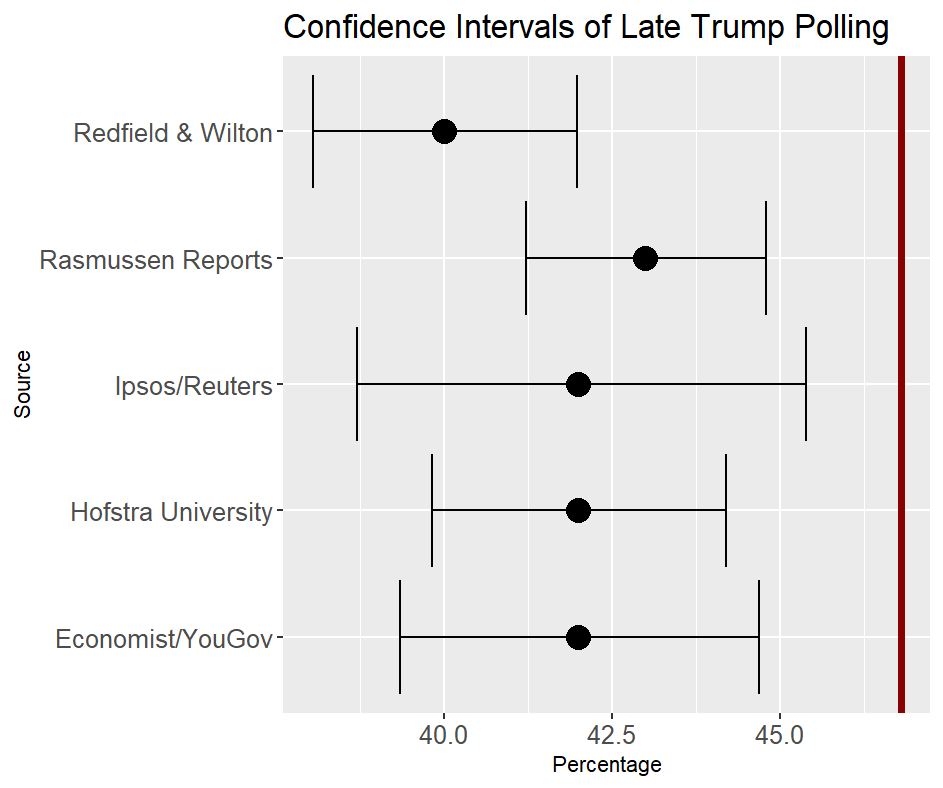 Confidence Intervals of Late Trump Polling
Source
Redfield & Wilton
Rasmussen Reports
Ipsos/Reuters
Hofstra University
Economist/YouGov
40.0 42.5 45.0
Percentage